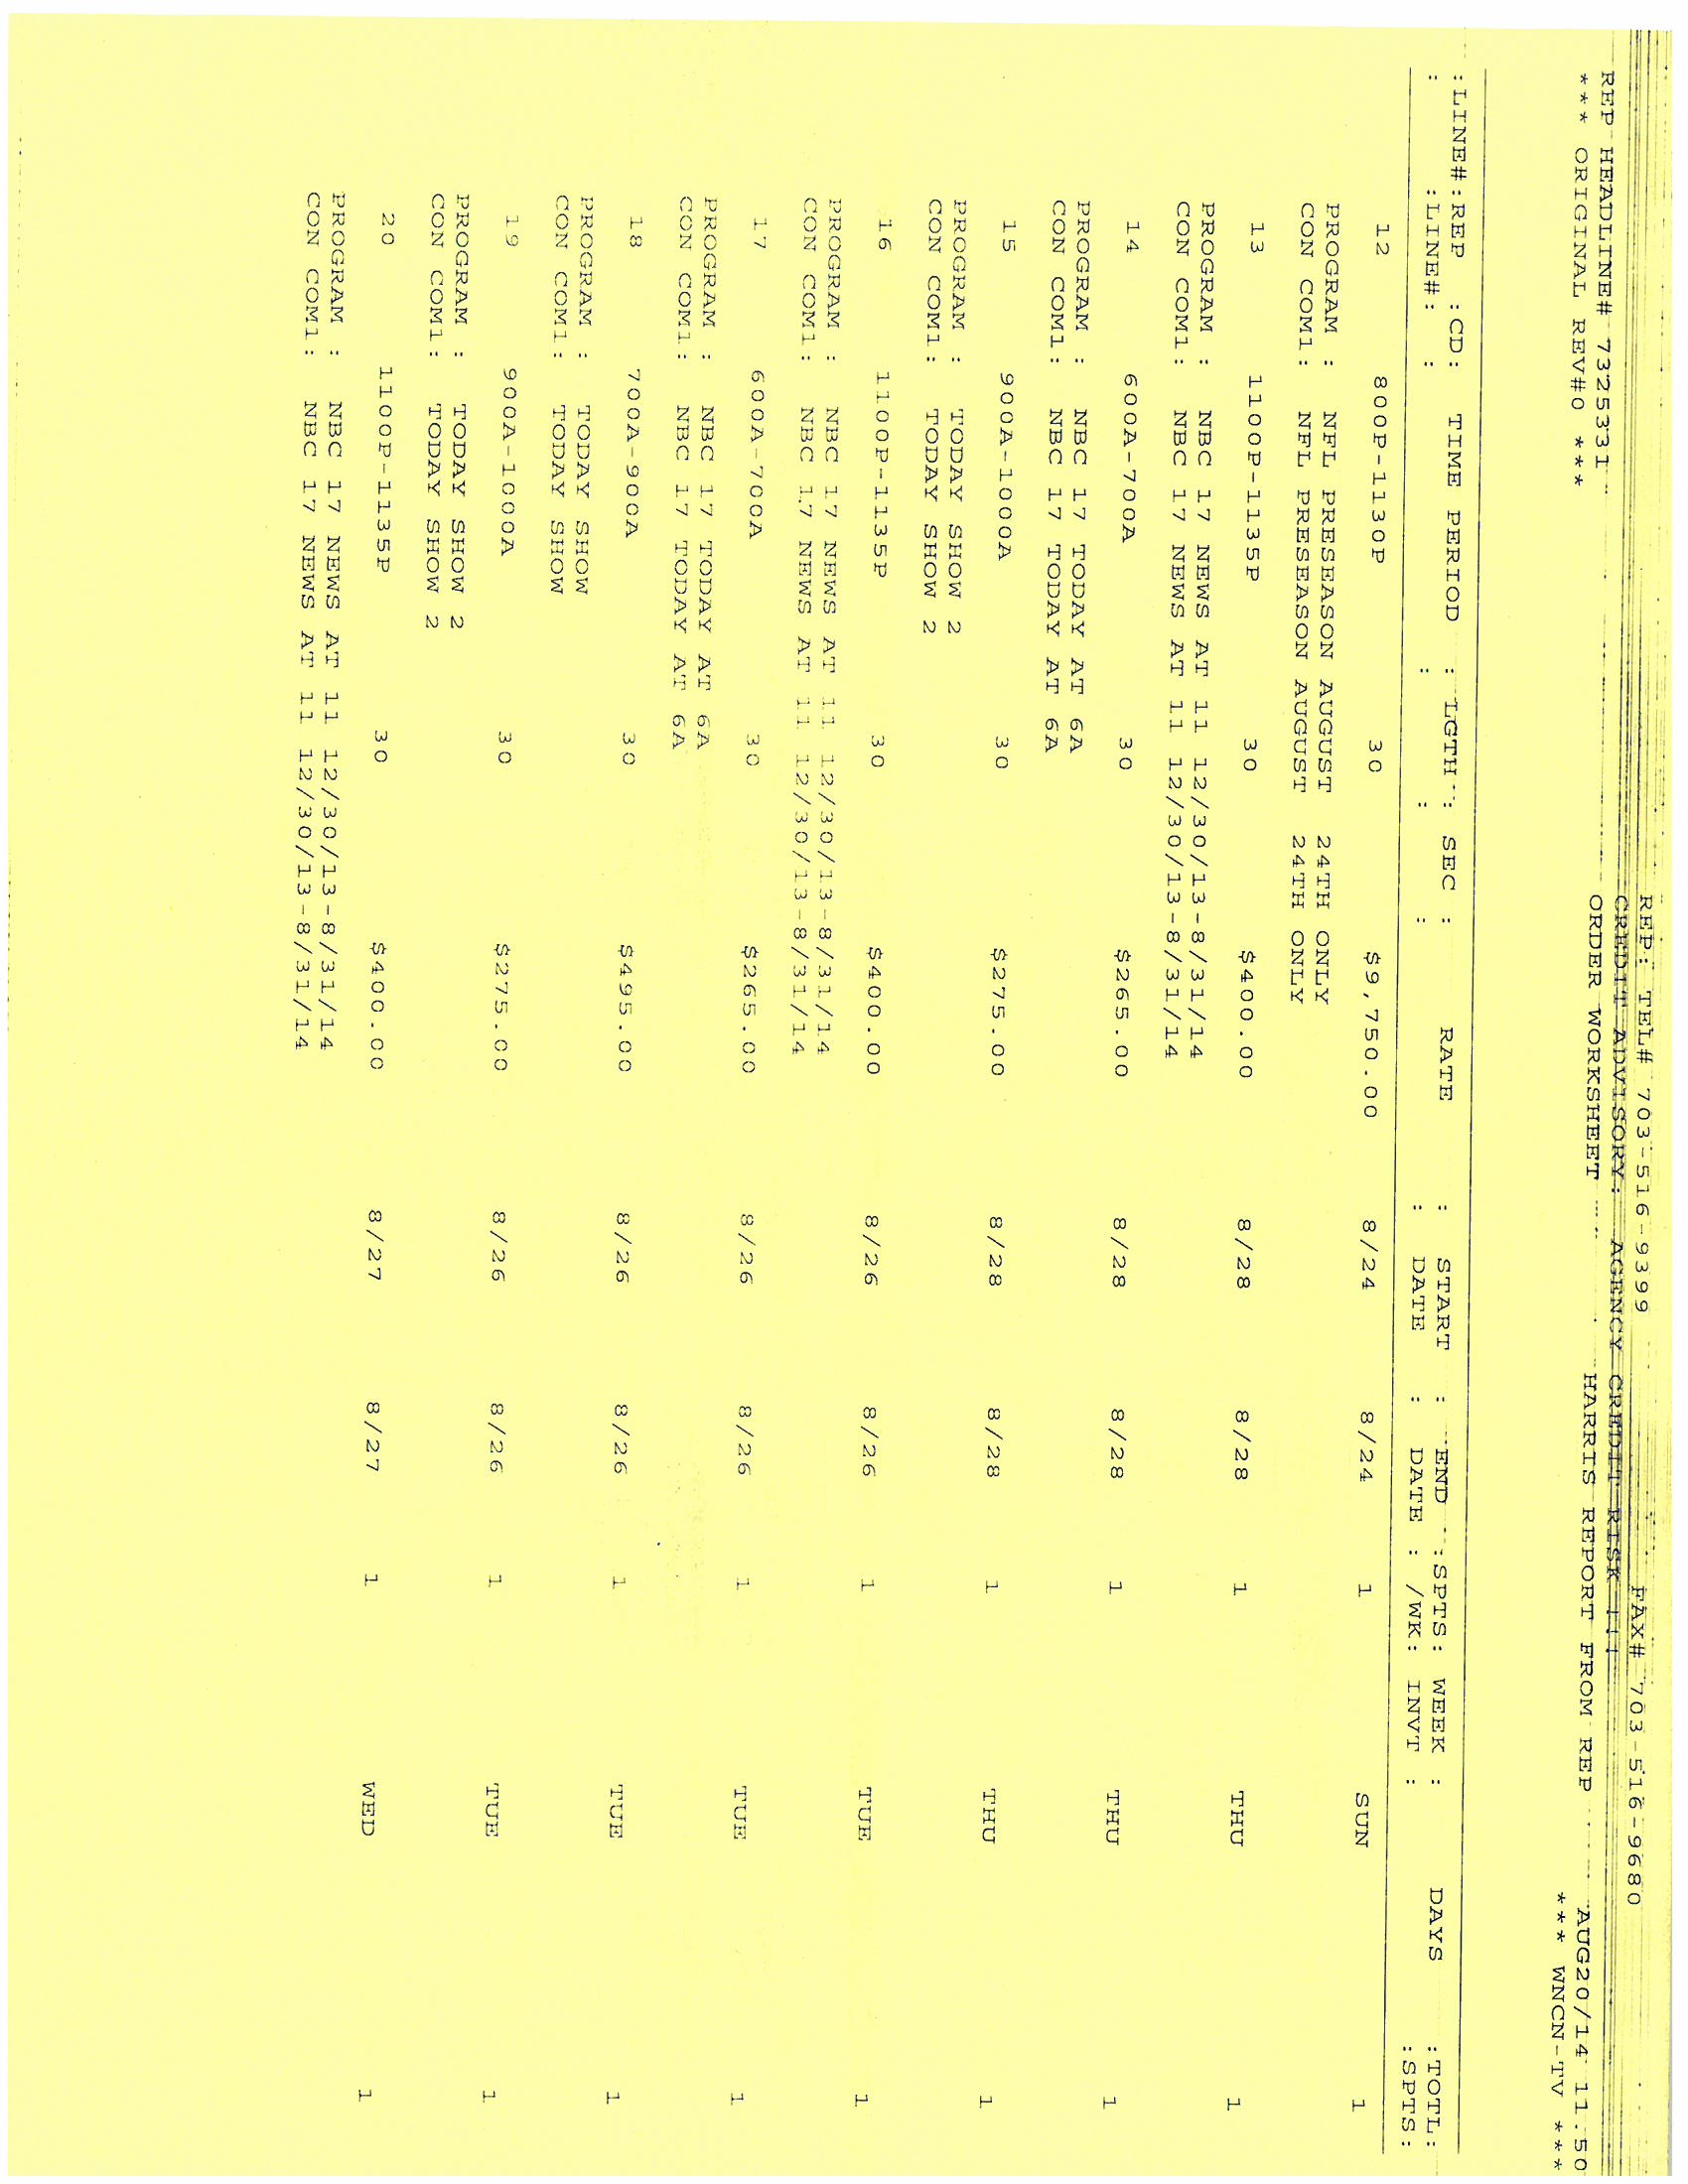 REP: TEL# 703-516-9399 FAX# 703-516-9680
CREDIT ADVISORY: AGENCY CREDIT RISK !!!
REP HEADLINE# 7325331 ORDER WORKSHEET HARRIS REPORT FROM REP AUG20/14 11.50
*** ORIGINAL REV#0 *** *** WNCN-TV ***
:LINE#:REP :CD: TIME PERIOD : LGTH : SEC : RATE : START : END :SPTS: WEEK : DAYS :TOTL:
: :LINE#: : : : : : DATE : DATE : /WK: INVT : :SPTS:
12 800P-1130P 30 $9,750.00 8/24 8/24 1 SUN 1
PROGRAM : NFL PRESEASON AUGUST 24TH ONLY
CON COM1: NFL PRESEASON AUGUST 24TH ONLY
13 1100P-1135P 30 $400.00 8/28 8/28 1 THU 1
PROGRAM : NBC 17 NEWS AT 11 12/30/13-8/31/14
CON COM1: NBC 17 NEWS AT 11 12/30/13-8/31/14
14 600A-700A 30 $265.00 8/28 8/28 1 THU 1
PROGRAM : NBC 17 TODAY AT 6A
CON COM1: NBC 17 TODAY AT 6A
15 900A-1000A 30 $275.00 8/28 8/28 1 THU 1
PROGRAM : TODAY SHOW 2
CON COM1: TODAY SHOW 2
16 1100P-1135P 30 $400.00 8/26 8/26 1 TUE 1
PROGRAM : NBC 17 NEWS AT 11 12/30/13-8/31/14
CON COM1: NBC 17 NEWS AT 11 12/30/13-8/31/14
17 600A-700A 30 $265.00 8/26 8/26 1 TUE 1
PROGRAM : NBC 17 TODAY AT 6A
CON COM1: NBC 17 TODAY AT 6A
18 700A-900A 30 $495.00 8/26 8/26 1 TUE 1
PROGRAM : TODAY SHOW
CON COM1: TODAY SHOW
19 900A-1000A 30 $275.00 8/26 8/26 1 TUE 1
PROGRAM : TODAY SHOW 2
CON COM1: TODAY SHOW 2
20 1100P-1135P 30 $400.00 8/27 8/27 1 WED 1
PROGRAM : NBC 17 NEWS AT 11 12/30/13-8/31/14
CON COM1: NBC 17 NEWS AT 11 12/30/13-8/31/14